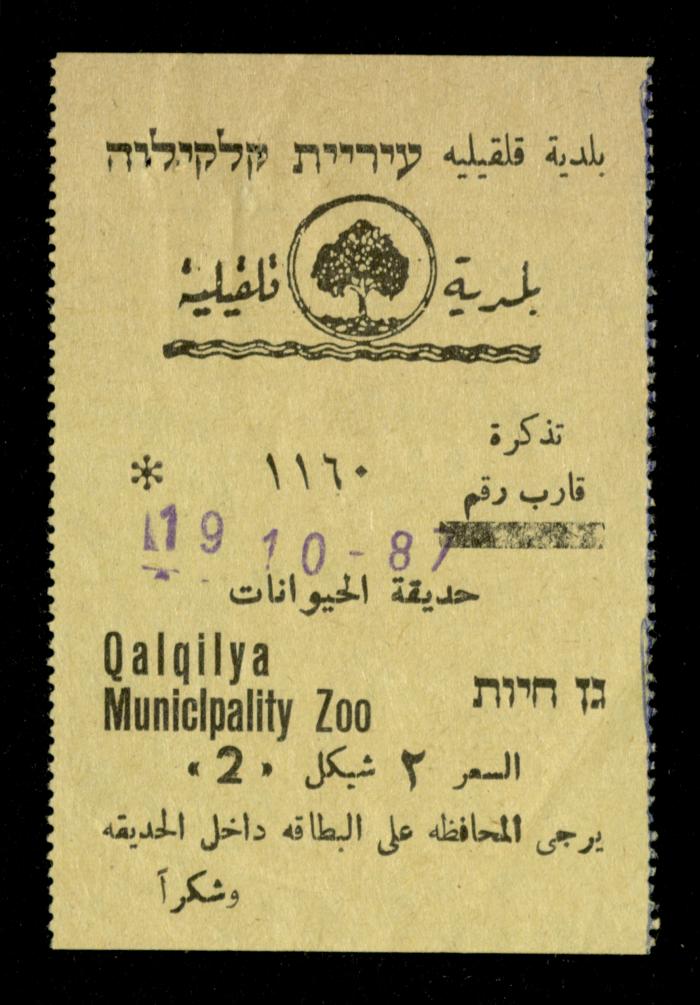 بلدية قلقيليه עיריית קלקיליה
بلدية قلقيلية
تذكرة
قارب رقم
١١٦٠ *
19 10-87
حديقة الحيوانات
Qalqilya
Municipality Zoo
גן חיות
السعر ٢ شيكل «2»
يرجى المحافظه على البطاقه داخل الحديقه
وشكراً